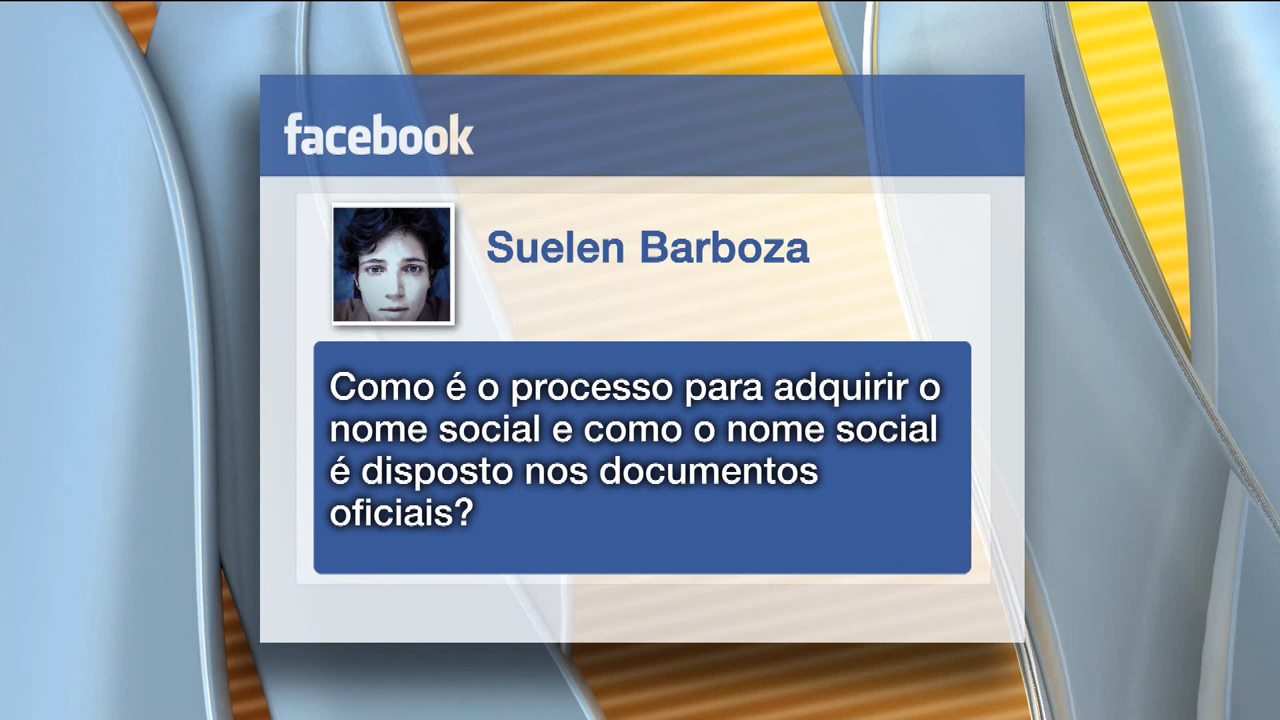 facebook
Suelen Barboza
Como é o processo para adquirir o
nome social e como o nome social
é disposto nos documentos
oficiais?